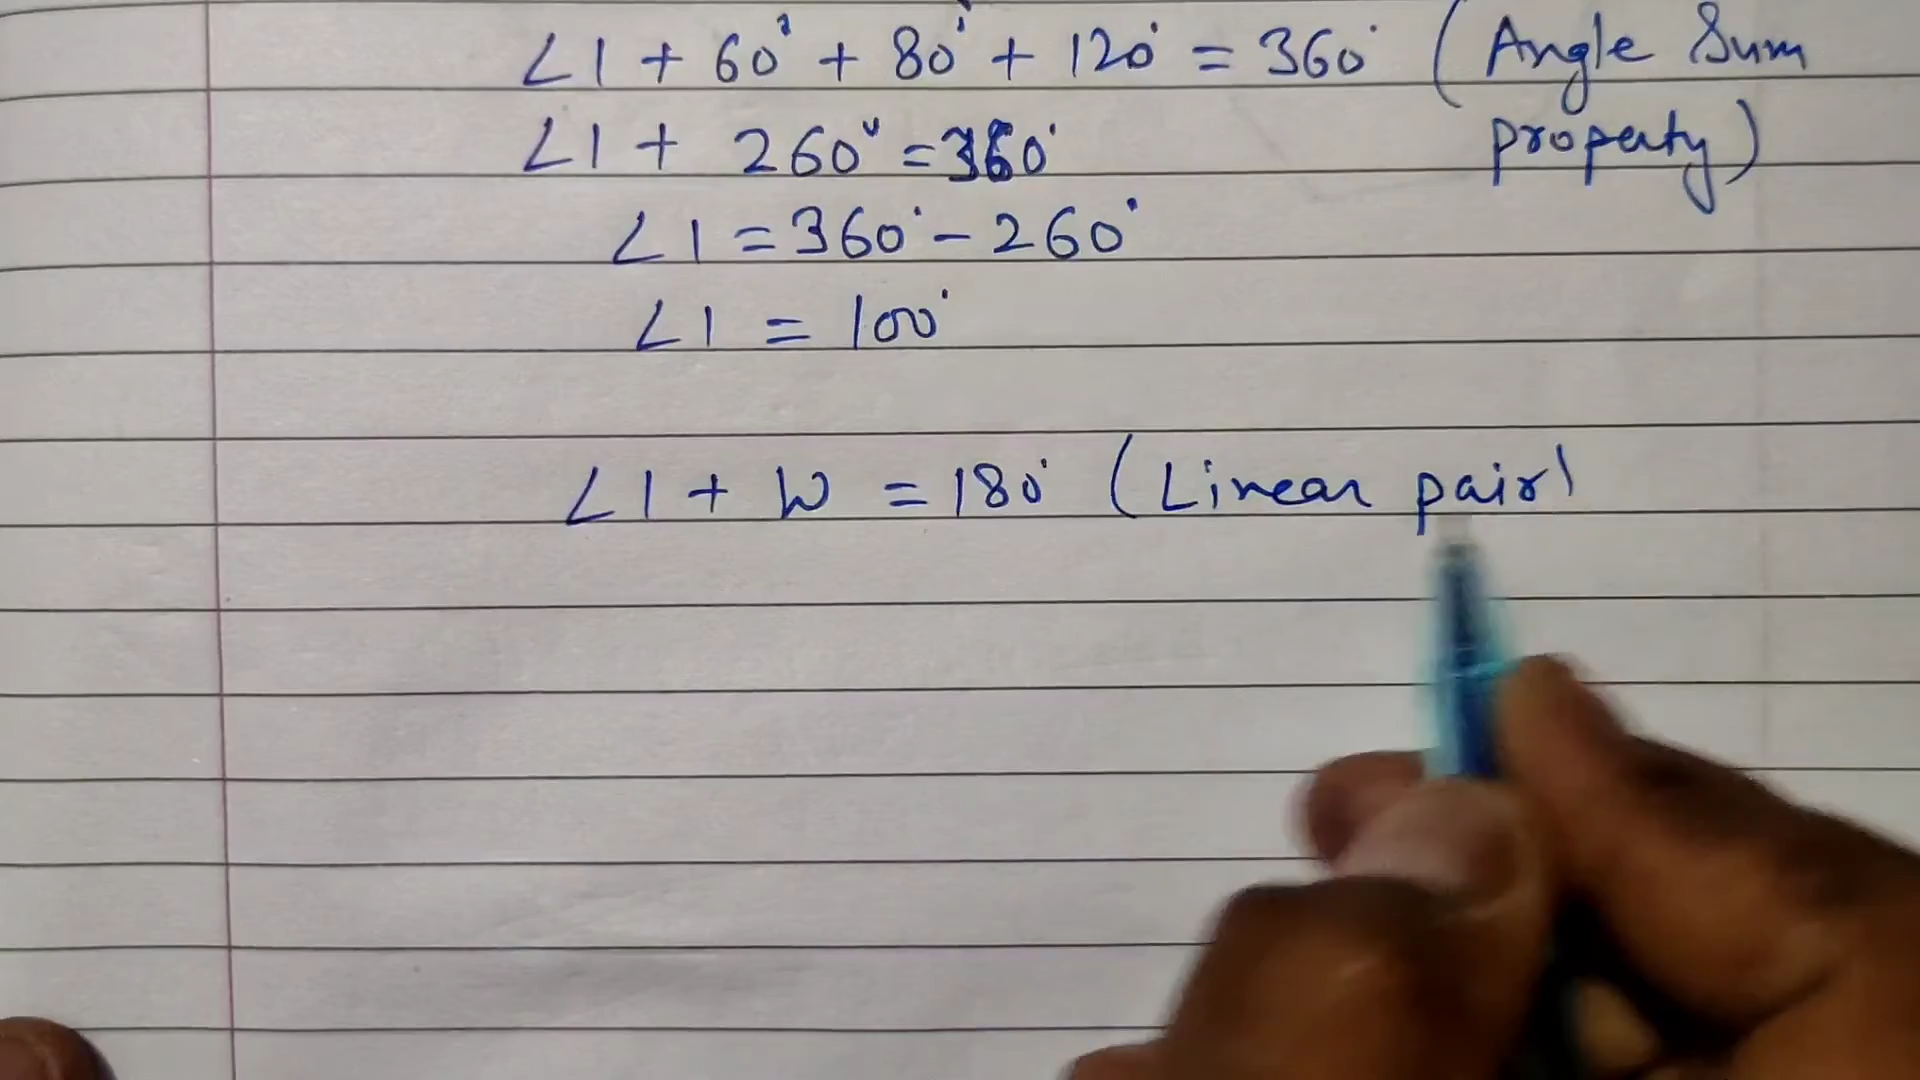 ∠1 + 60° + 80° + 120° = 360° (Angle Sum
property)
∠1 + 260° = 360°
∠1 = 360° - 260°
∠1 = 100°
∠1 + w = 180° (Linear pair)